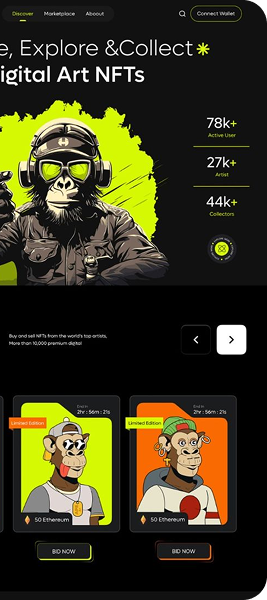 Discover Marketplace Abouut Connect Wallet
e, Explore &Collect
igital Art NFTs
78k+
Active User
27k+
Artist
44k+
Collectors
Buy and sell NFTs from the world's top artists,
More than 10,000 premium digital
End in
2hr : 56m : 21s
Limited Edition
50 Ethereum
BID NOW
End in
2hr : 56m : 21s
Limited Edition
50 Ethereum
BID NOW